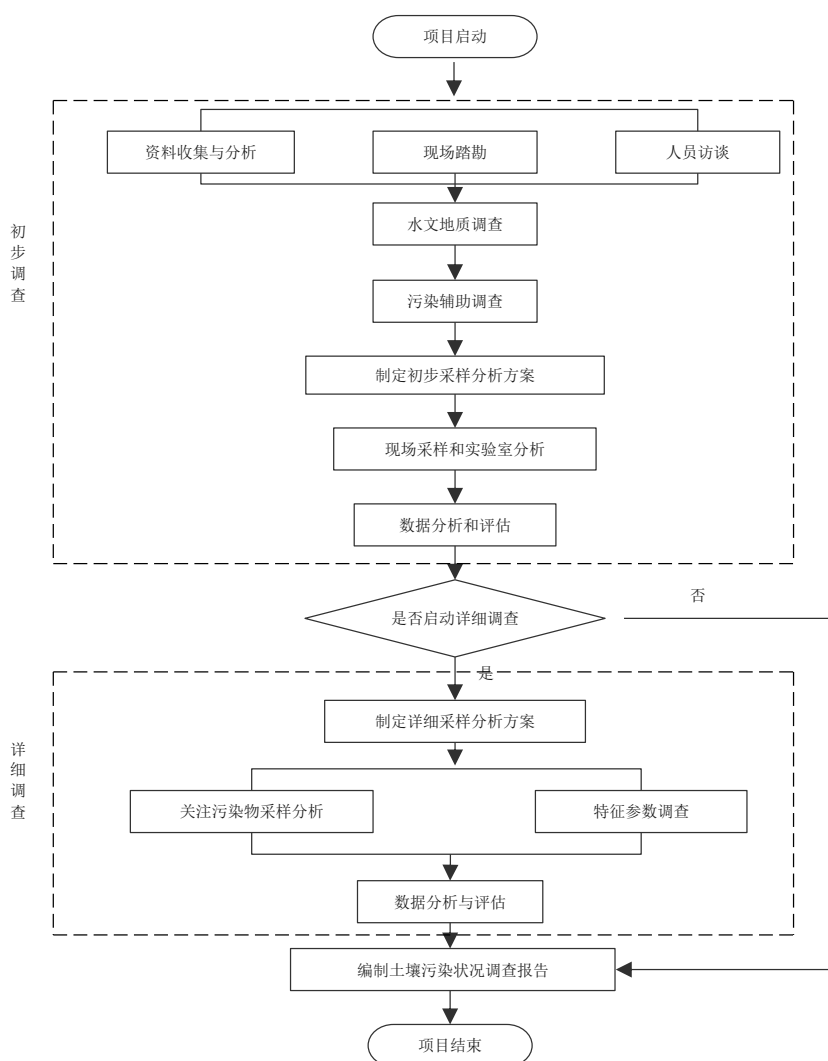 项目启动
资料收集与分析
现场踏勘
人员访谈
初步调查
水文地质调查
污染辅助调查
制定初步采样分析方案
现场采样和实验室分析
数据分析和评估
是否启动详细调查
否
是
详细调查
制定详细采样分析方案
关注污染物采样分析
特征参数调查
数据分析与评估
编制土壤污染状况调查报告
项目结束